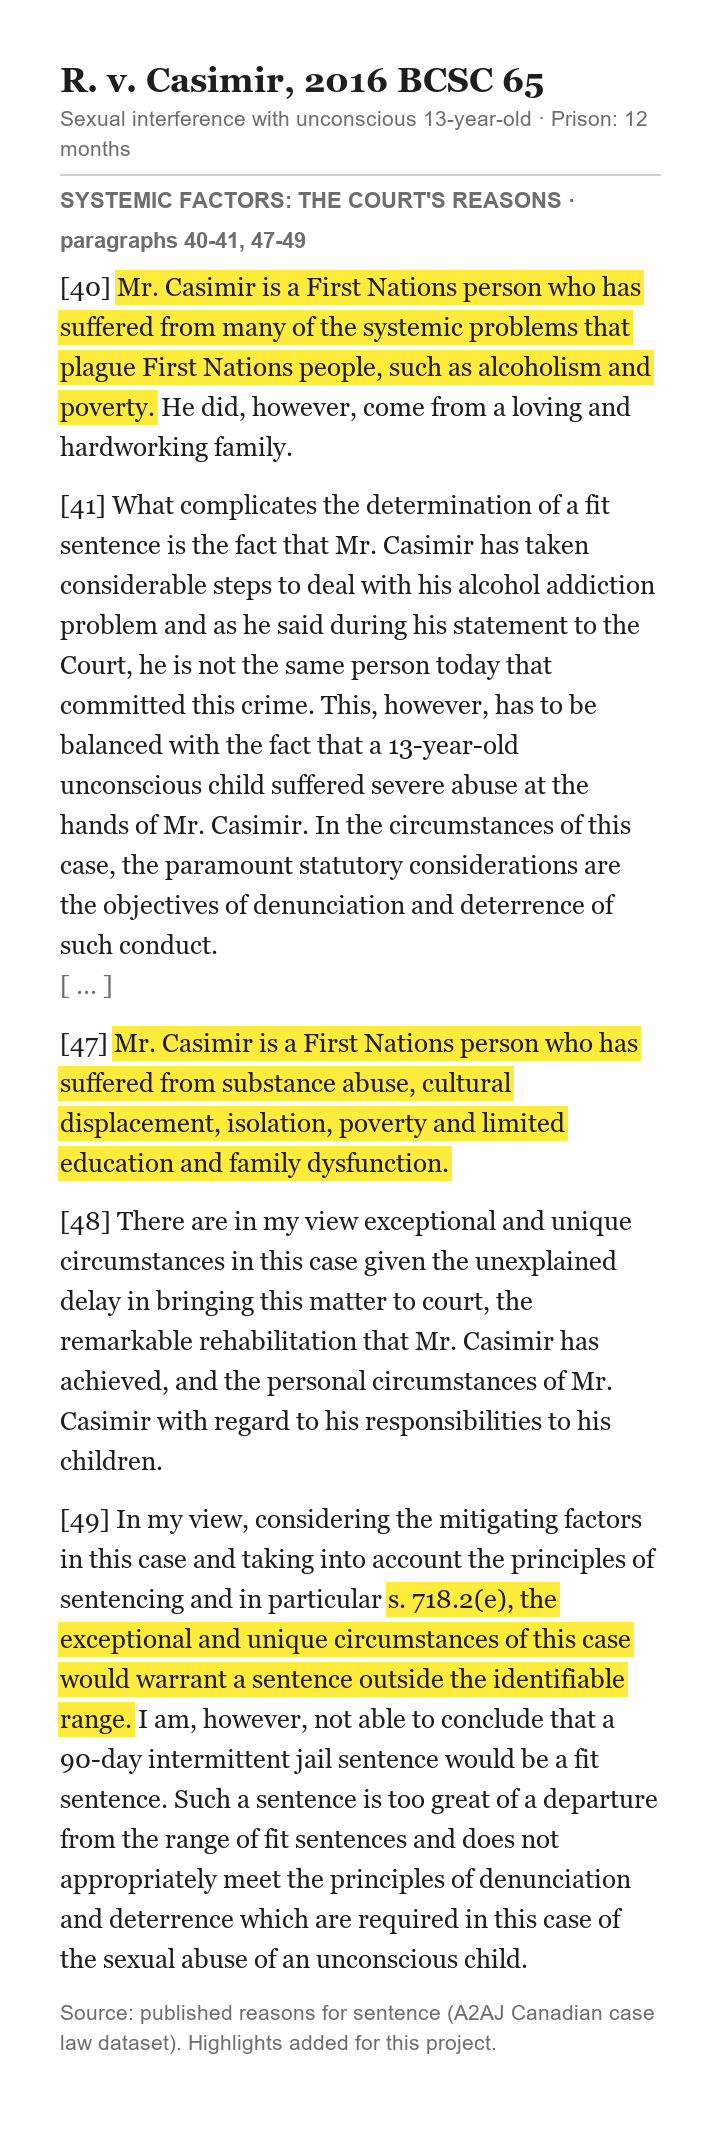 R. v. Casimir, 2016 BCSC 65
Sexual interference with unconscious 13-year-old · Prison: 12
months
SYSTEMIC FACTORS: THE COURT'S REASONS ·
paragraphs 40-41, 47-49
[40] Mr. Casimir is a First Nations person who has
suffered from many of the systemic problems that
plague First Nations people, such as alcoholism and
poverty. He did, however, come from a loving and
hardworking family.
[41] What complicates the determination of a fit
sentence is the fact that Mr. Casimir has taken
considerable steps to deal with his alcohol addiction
problem and as he said during his statement to the
Court, he is not the same person today that
committed this crime. This, however, has to be
balanced with the fact that a 13-year-old
unconscious child suffered severe abuse at the
hands of Mr. Casimir. In the circumstances of this
case, the paramount statutory considerations are
the objectives of denunciation and deterrence of
such conduct.
[ ... ]
[47] Mr. Casimir is a First Nations person who has
suffered from substance abuse, cultural
displacement, isolation, poverty and limited
education and family dysfunction.
[48] There are in my view exceptional and unique
circumstances in this case given the unexplained
delay in bringing this matter to court, the
remarkable rehabilitation that Mr. Casimir has
achieved, and the personal circumstances of Mr.
Casimir with regard to his responsibilities to his
children.
[49] In my view, considering the mitigating factors
in this case and taking into account the principles of
sentencing and in particular s. 718.2(e), the
exceptional and unique circumstances of this case
would warrant a sentence outside the identifiable
range. I am, however, not able to conclude that a
90-day intermittent jail sentence would be a fit
sentence. Such a sentence is too great of a departure
from the range of fit sentences and does not
appropriately meet the principles of denunciation
and deterrence which are required in this case of
the sexual abuse of an unconscious child.
Source: published reasons for sentence (A2AJ Canadian case
law dataset). Highlights added for this project.